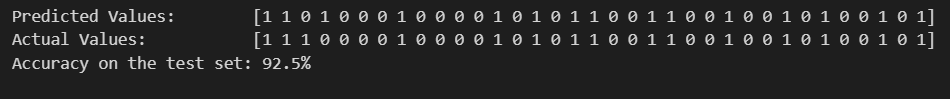 Predicted Values: [1 1 0 1 0 0 0 1 0 0 0 0 1 0 1 0 1 1 0 0 1 1 0 0 1 0 0 1 0 1 0 0 1 0 1]
Actual Values: [1 1 1 0 0 0 0 1 0 0 0 0 1 0 1 0 1 1 0 0 1 1 0 0 1 0 0 1 0 1 0 0 1 0 1]
Accuracy on the test set: 92.5%